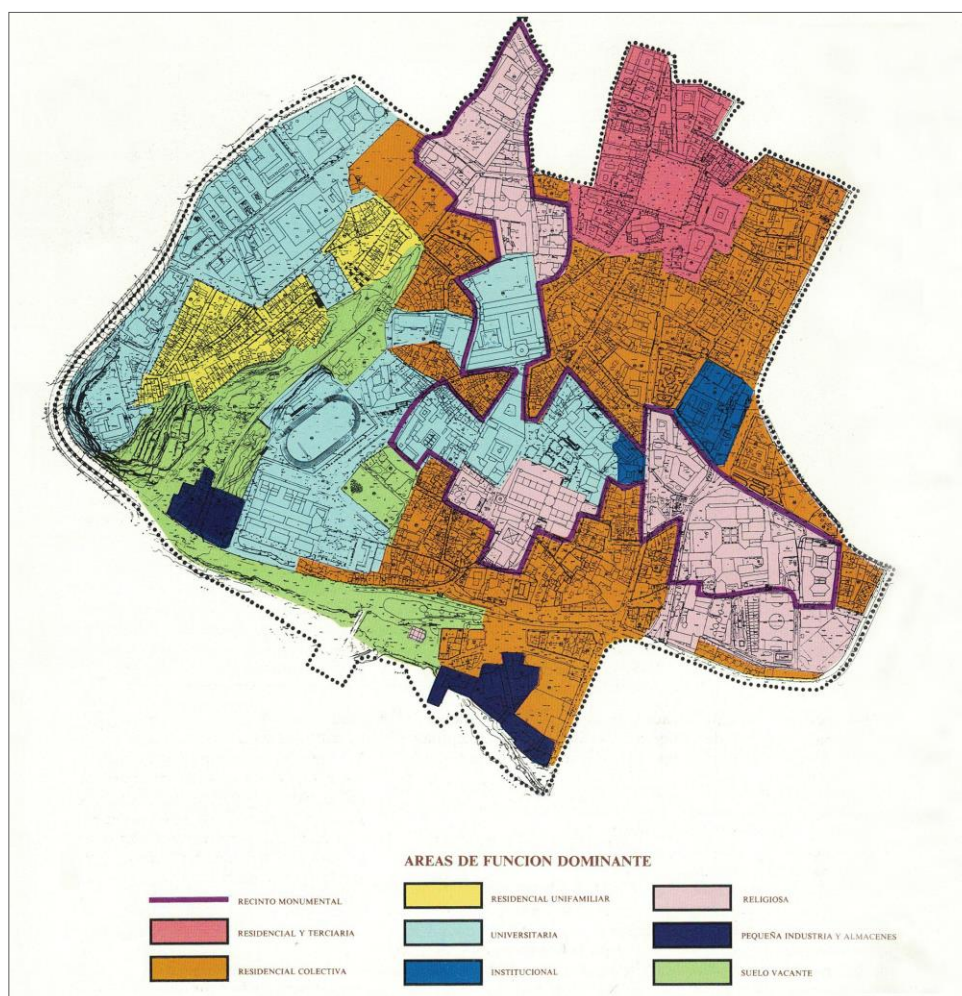 AREAS DE FUNCION DOMINANTE
RECINTO MONUMENTAL
RESIDENCIAL Y TERCIARIA
RESIDENCIAL COLECTIVA
RESIDENCIAL UNIFAMILIAR
UNIVERSITARIA
INSTITUCIONAL
RELIGIOSA
PEQUEÑA INDUSTRIA Y ALMACENES
SUELO VACANTE